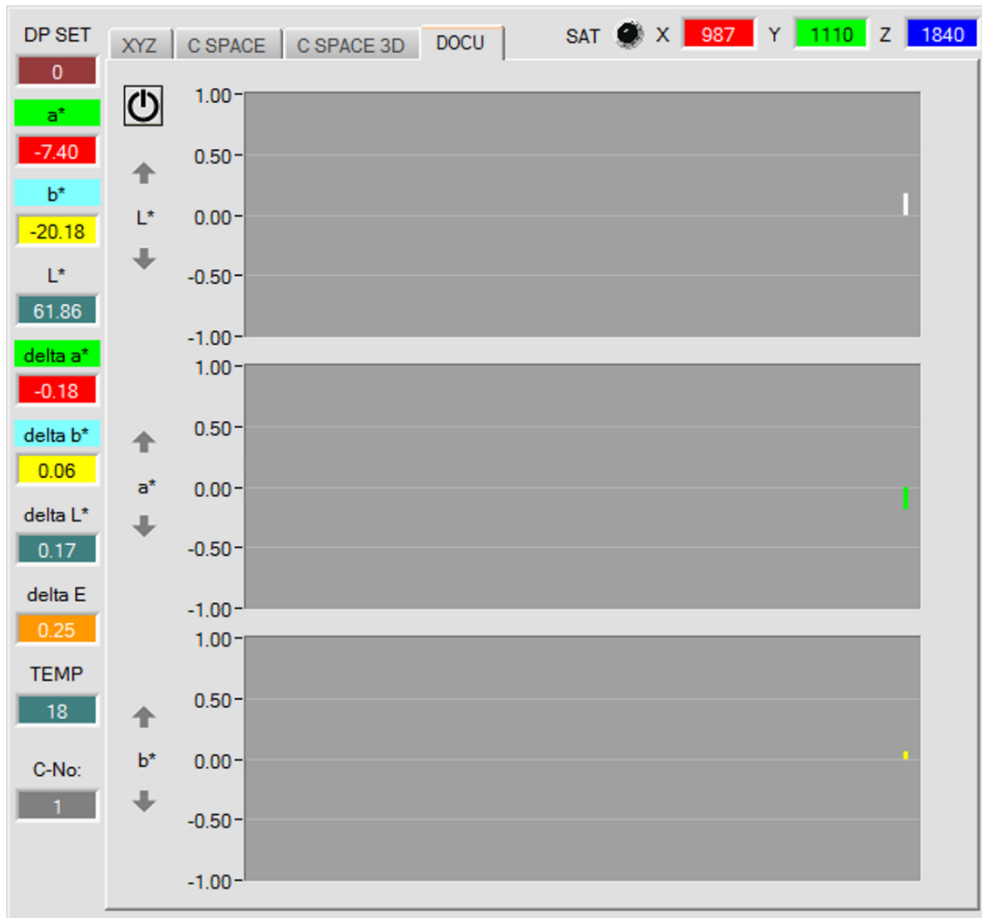 DP SET
0
a*
-7.40
b*
-20.18
L*
61.86
delta a*
-0.18
delta b*
0.06
delta L*
0.17
delta E
0.25
TEMP
18
C-No:
1
XYZ C SPACE C SPACE 3D DOCU
SAT X 987 Y 1110 Z 1840
1.00
0.50
L* 0.00
-0.50
-1.00
1.00
0.50
a* 0.00
-0.50
-1.00
1.00
0.50
b* 0.00
-0.50
-1.00